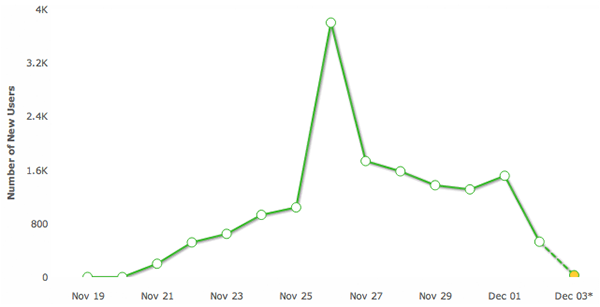 4K
3.2K
2.4K
1.6K
800
0
Number of New Users
Nov 19 Nov 21 Nov 23 Nov 25 Nov 27 Nov 29 Dec 01 Dec 03*